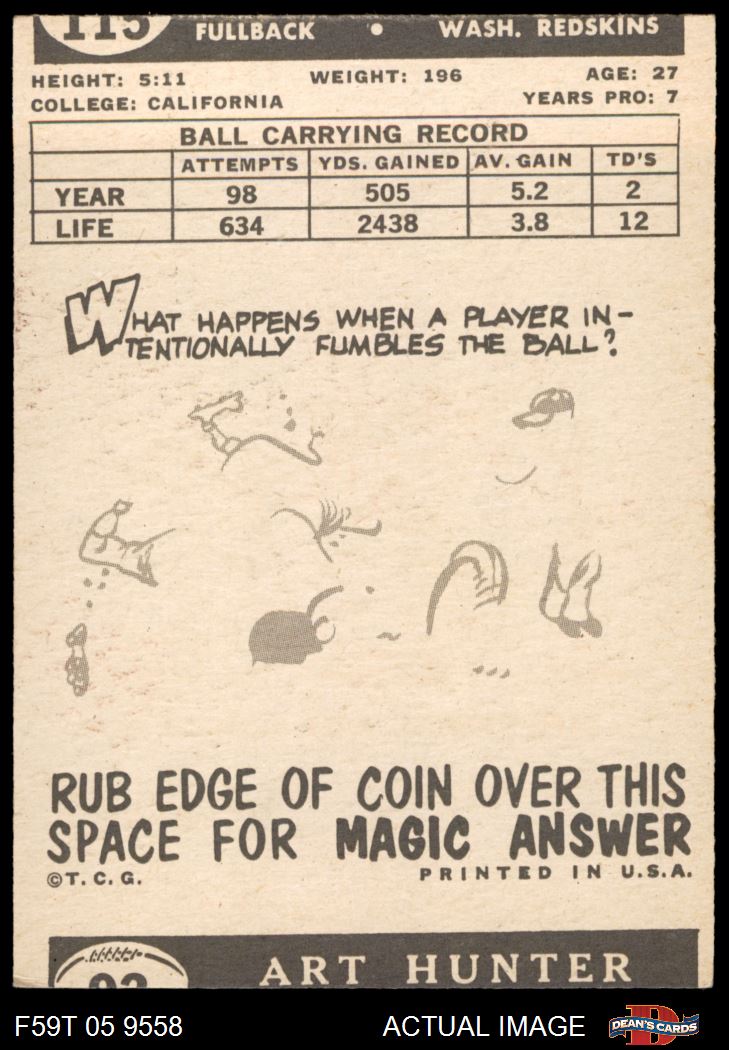 115
FULLBACK • WASH. REDSKINS
HEIGHT: 5:11 WEIGHT: 196 AGE: 27
COLLEGE: CALIFORNIA YEARS PRO: 7
BALL CARRYING RECORD
ATTEMPTS YDS. GAINED AV. GAIN TD'S
YEAR 98 505 5.2 2
LIFE 634 2438 3.8 12
WHAT HAPPENS WHEN A PLAYER IN-
TENTIONALLY FUMBLES THE BALL?
RUB EDGE OF COIN OVER THIS
SPACE FOR MAGIC ANSWER
©T. C. G. PRINTED IN U.S.A.
ART HUNTER
F59T 05 9558 ACTUAL IMAGE DEAN'S CARDS